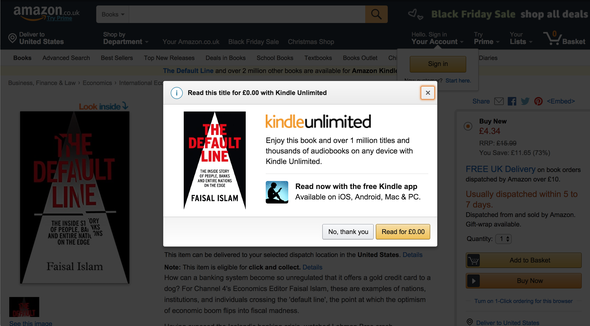 amazon.co.uk
Try Prime
Books
Black Friday Sale shop all deals
Deliver to
United States
Shop by
Department
Your Amazon.co.uk Black Friday Sale Christmas Shop
Hello. Sign in
Your Account
Try
Prime
Your
Lists
0
Basket
Sign in
Start here.
Books Advanced Search Best Sellers Top New Releases Deals in Books School Books Textbooks Books Outlet
The Default Line and over 2 million other books are available for Amazon Kindle
Business, Finance & Law › Economics ›
Look inside
THE
DEFAULT
LINE
THE INSIDE STORY
OF PEOPLE, BANKS
AND ENTIRE NATIONS
ON THE EDGE
Faisal Islam
See this image
Read this title for £0.00 with Kindle Unlimited
×
THE
DEFAULT
LINE
THE INSIDE STORY
OF PEOPLE, BANKS
AND ENTIRE NATIONS
ON THE EDGE
FAISAL ISLAM
kindleunlimited
Enjoy this book and over 1 million titles and
thousands of audiobooks on any device with
Kindle Unlimited.
Read now with the free Kindle app
Available on iOS, Android, Mac & PC.
No, thank you
Read for £0.00
This item can be delivered to your selected dispatch location in the United States. Details
Note: This item is eligible for click and collect. Details
How can a banking system become so unregulated that it offers a gold credit card to a
dog? For Channel 4's Economics Editor Faisal Islam, these are examples of nations,
institutions, and individuals crossing the 'default line', the point at which the optimism
of economic boom flips into fiscal madness.
Share
<Embed>
Buy New
£4.34
RRP: £15.99
You Save: £11.65 (73%)
FREE UK Delivery on book orders
dispatched by Amazon over £10.
Usually dispatched within 5 to
7 days.
Dispatched from and sold by Amazon.
Gift-wrap available.
Quantity: 1
Add to Basket
Buy Now
Turn on 1-Click ordering for this browser
Deliver to United States